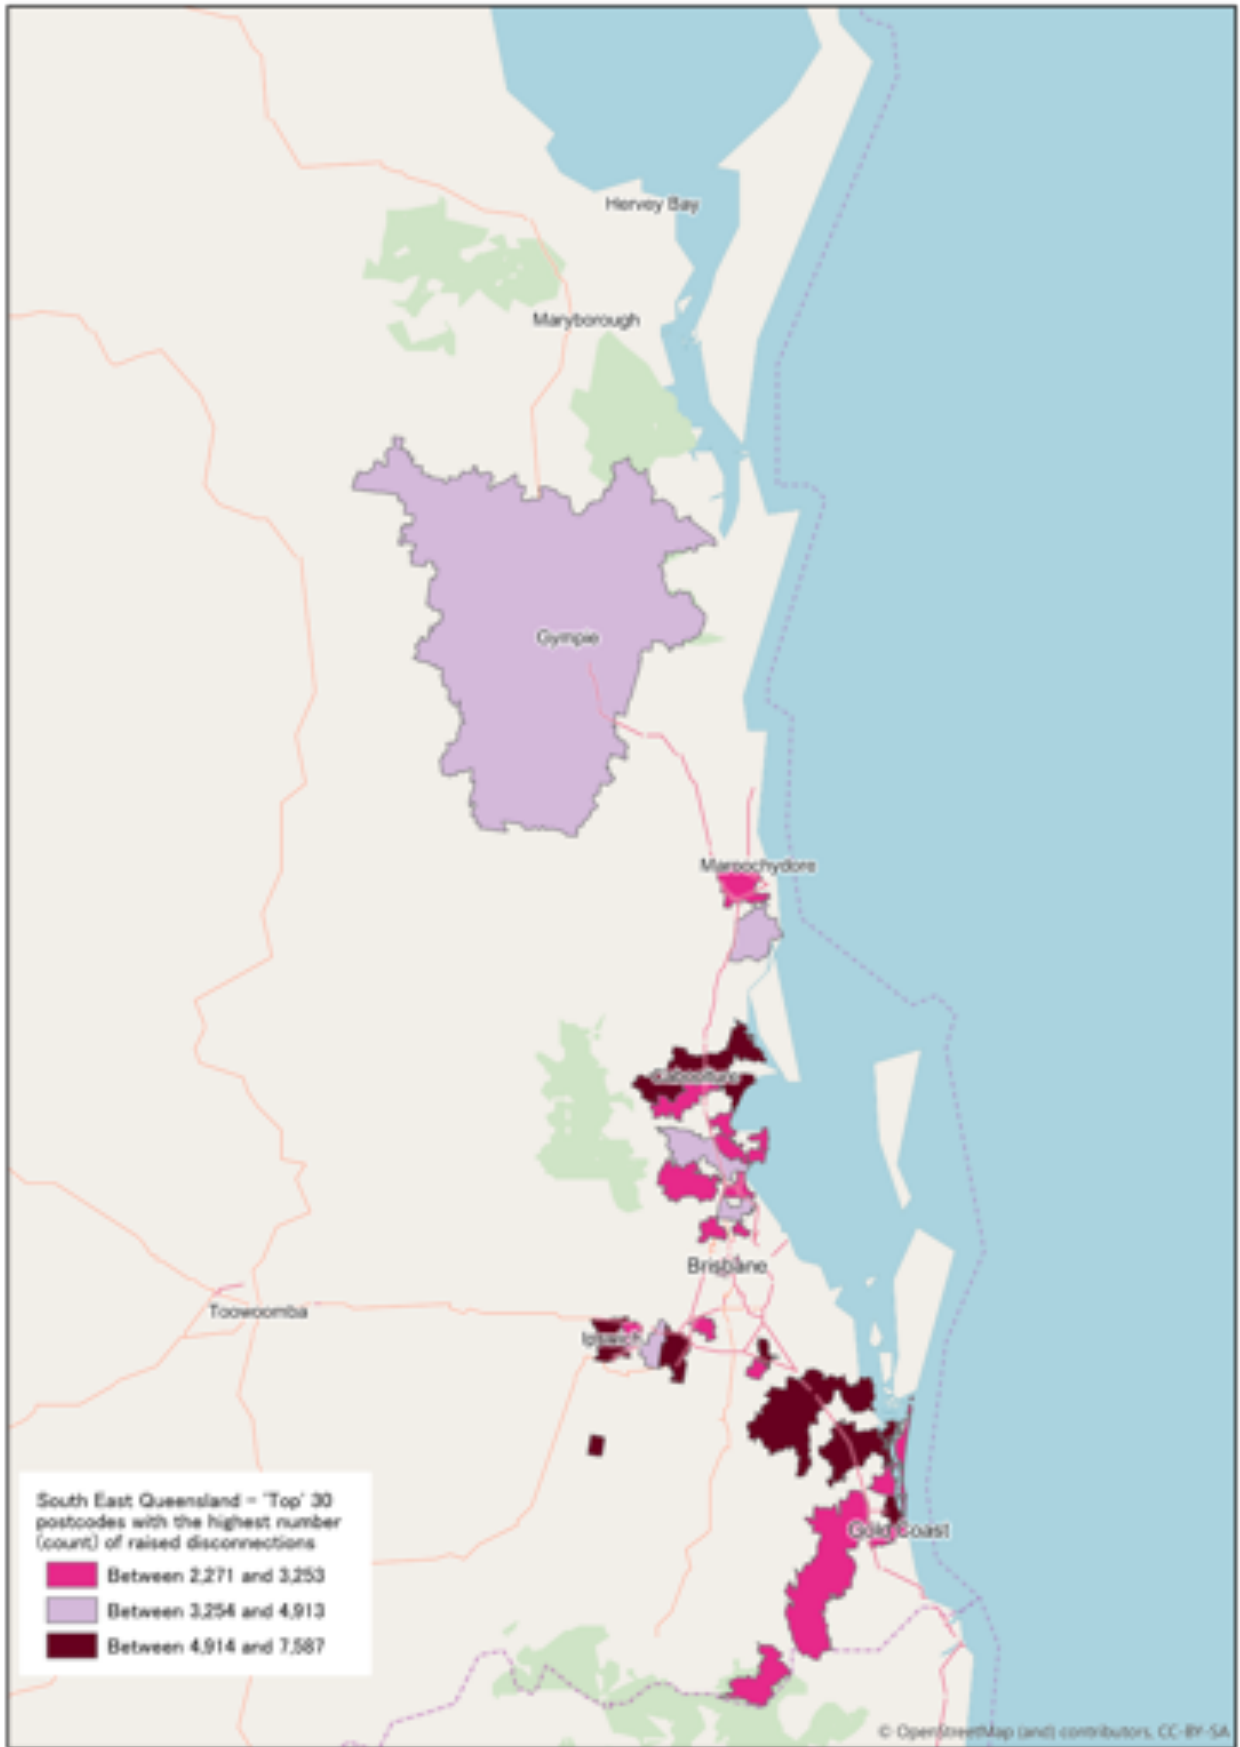 Hervey Bay
Maryborough
Gympie
Maroochydore
Caboolture
Brisbane
Toowoomba
Ipswich
Gold Coast
South East Queensland - 'Top' 30
postcodes with the highest number
(count) of raised disconnections
Between 2,271 and 3,253
Between 3,254 and 4,913
Between 4,914 and 7,587
© OpenStreetMap (and) contributors, CC-BY-SA